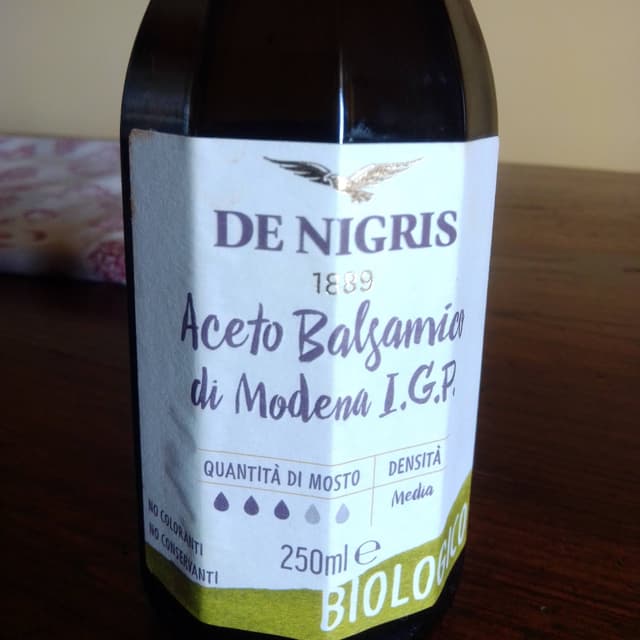 DE NIGRIS
1889
Aceto Balsamico
di Modena I.G.P.
QUANTITÀ DI MOSTO
DENSITÀ
Media
NO COLORANTI
NO CONSERVANTI
250ml e
BIOLOGICO